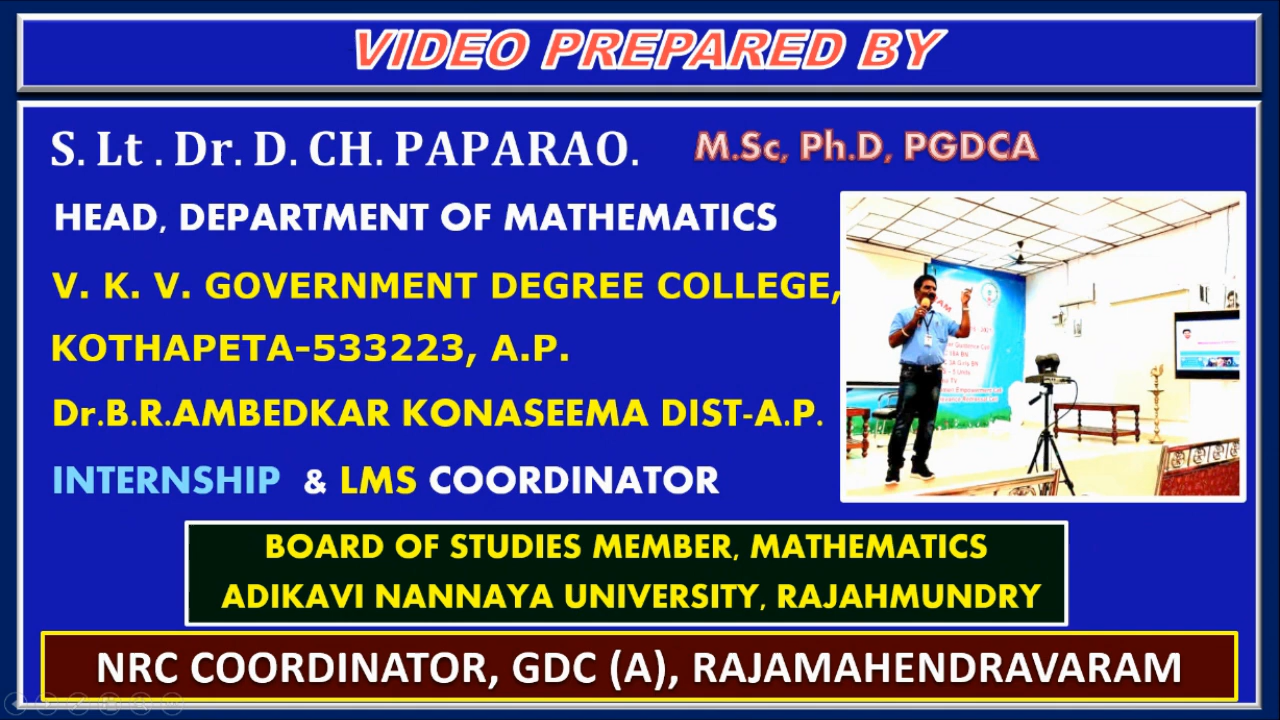 VIDEO PREPARED BY
S. Lt . Dr. D. CH. PAPARAO. M.Sc, Ph.D, PGDCA
HEAD, DEPARTMENT OF MATHEMATICS
V. K. V. GOVERNMENT DEGREE COLLEGE,
KOTHAPETA-533223, A.P.
Dr.B.R.AMBEDKAR KONASEEMA DIST-A.P.
INTERNSHIP & LMS COORDINATOR
BOARD OF STUDIES MEMBER, MATHEMATICS
ADIKAVI NANNAYA UNIVERSITY, RAJAHMUNDRY
NRC COORDINATOR, GDC (A), RAJAMAHENDRAVARAM